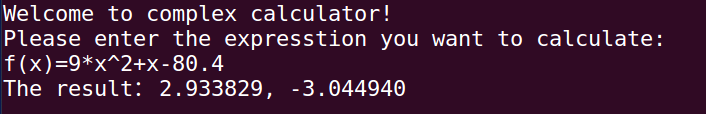 Welcome to complex calculator!
Please enter the expresstion you want to calculate:
f(x)=9*x^2+x-80.4
The result: 2.933829, -3.044940